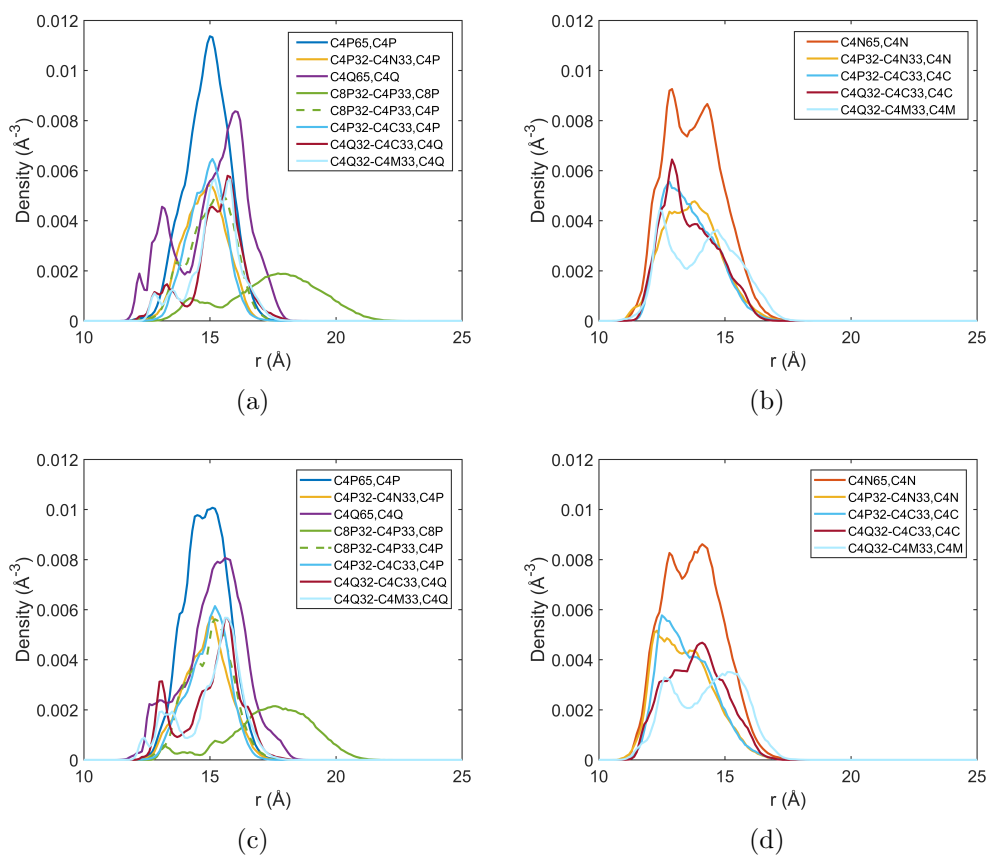 0.012
0.01
0.008
0.006
0.004
0.002
0
Density (Å-3)
10
15
20
25
r (Å)
C4P65,C4P
C4P32-C4N33,C4P
C4Q65,C4Q
C8P32-C4P33,C8P
C8P32-C4P33,C4P
C4P32-C4C33,C4P
C4Q32-C4C33,C4Q
C4Q32-C4M33,C4Q
(a)
0.012
0.01
0.008
0.006
0.004
0.002
0
Density (Å-3)
10
15
20
25
r (Å)
C4N65,C4N
C4P32-C4N33,C4N
C4P32-C4C33,C4C
C4Q32-C4C33,C4C
C4Q32-C4M33,C4M
(b)
0.012
0.01
0.008
0.006
0.004
0.002
0
Density (Å-3)
10
15
20
25
r (Å)
C4P65,C4P
C4P32-C4N33,C4P
C4Q65,C4Q
C8P32-C4P33,C8P
C8P32-C4P33,C4P
C4P32-C4C33,C4P
C4Q32-C4C33,C4Q
C4Q32-C4M33,C4Q
(c)
0.012
0.01
0.008
0.006
0.004
0.002
0
Density (Å-3)
10
15
20
25
r (Å)
C4N65,C4N
C4P32-C4N33,C4N
C4P32-C4C33,C4C
C4Q32-C4C33,C4C
C4Q32-C4M33,C4M
(d)